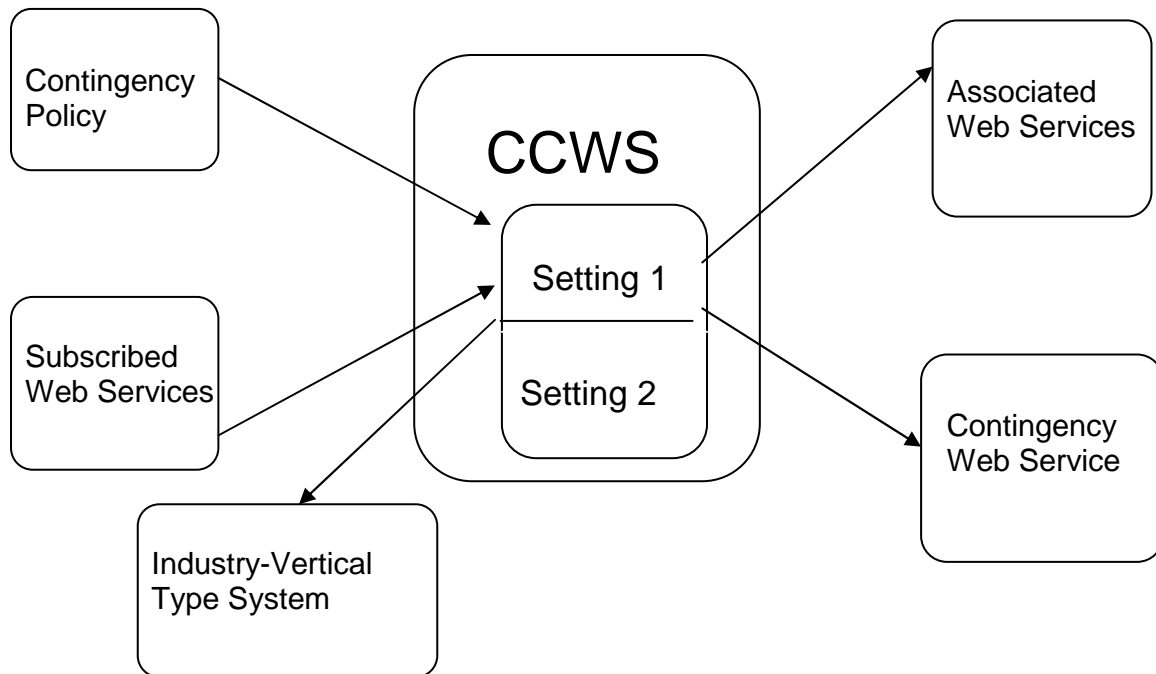 Contingency
Policy
CCWS
Associated
Web Services
Setting 1
Subscribed
Web Services
Setting 2
Contingency
Web Service
Industry-Vertical
Type System